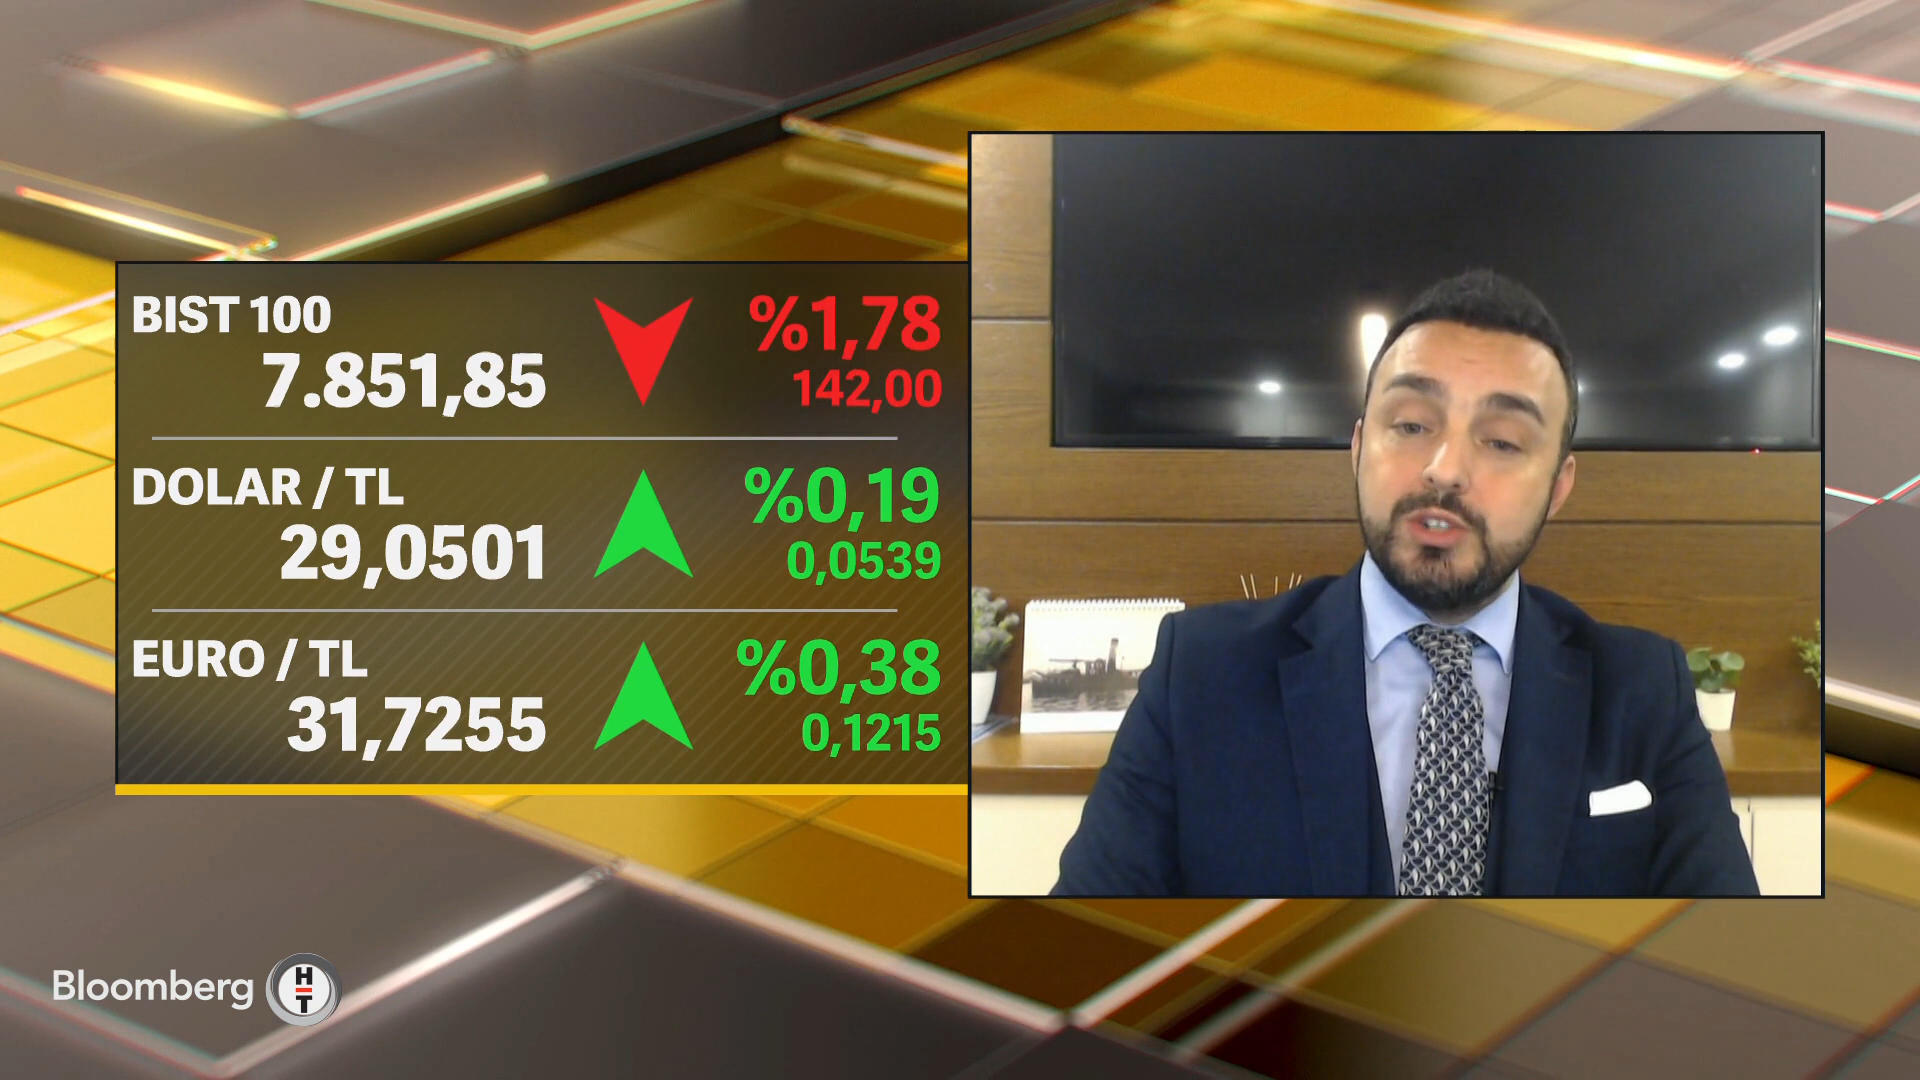 BIST 100
7.851,85
%1,78
142,00
DOLAR / TL
29,0501
%0,19
0,0539
EURO / TL
31,7255
%0,38
0,1215
Bloomberg HT